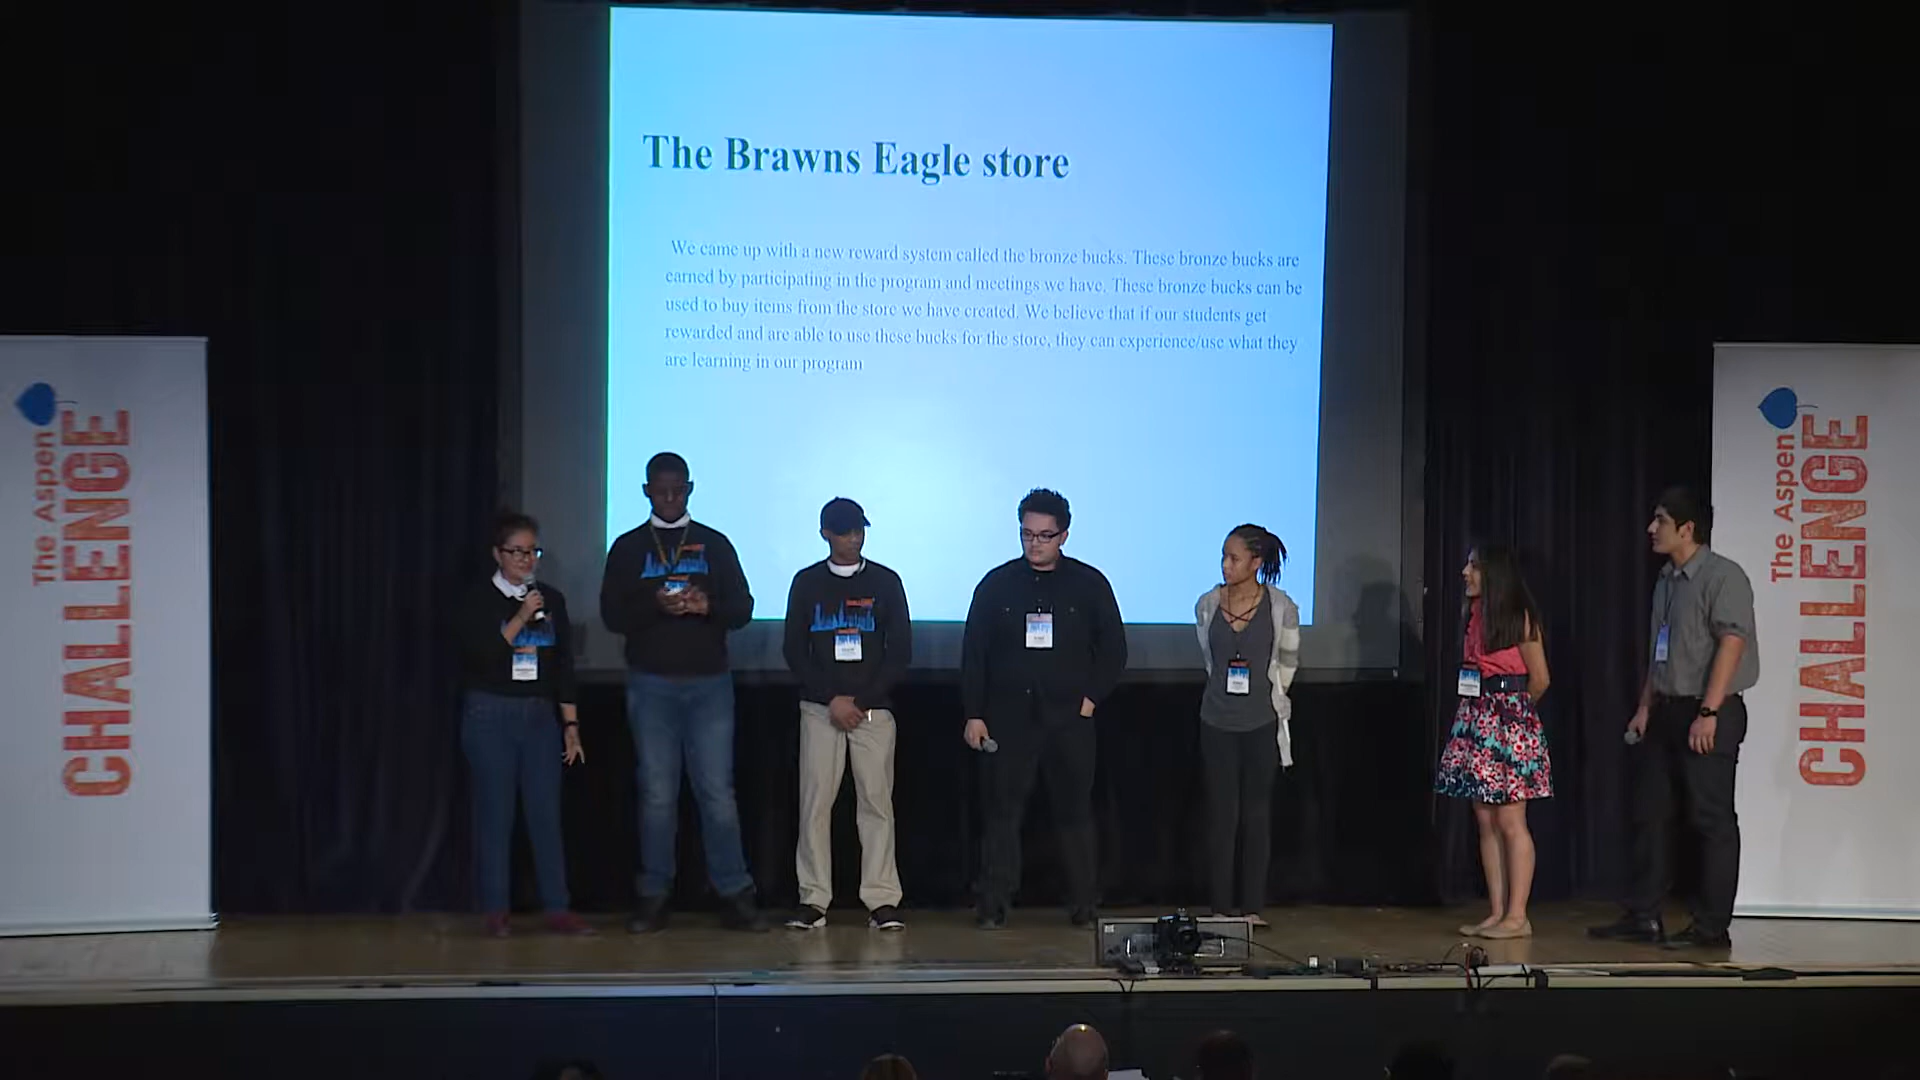 The Brawns Eagle store
We came up with a new reward system called the bronze bucks. These bronze bucks are
earned by participating in the program and meetings we have. These bronze bucks can be
used to buy items from the store we have created. We believe that if our students get
rewarded and are able to use these bucks for the store, they can experience/use what they
are learning in our program
The Aspen
CHALLENGE
The Aspen
CHALLENGE